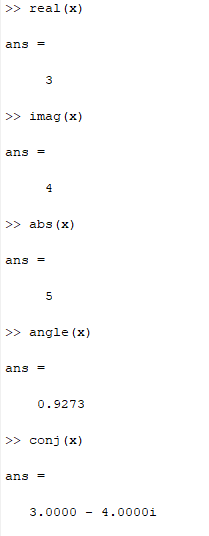 >> real(x)
ans =
3
>> imag(x)
ans =
4
>> abs(x)
ans =
5
>> angle(x)
ans =
0.9273
>> conj(x)
ans =
3.0000 - 4.0000i